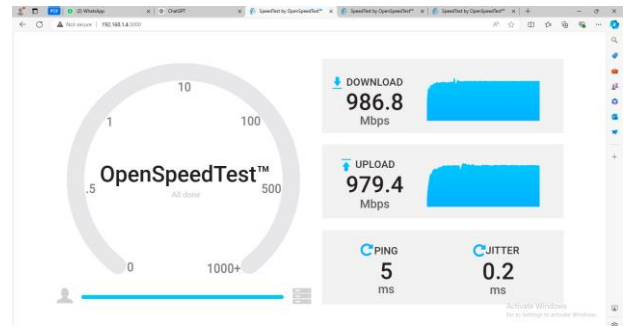 (2) WhatsApp
ChatGPT
SpeedTest by OpenSpeedTest™
SpeedTest by OpenSpeedTest™
SpeedTest by OpenSpeedTest™
Not secure | 192.168.1.4:3000
10
1
100
OpenSpeedTest™
All done
.5
500
0
1000+
DOWNLOAD
986.8
Mbps
UPLOAD
979.4
Mbps
PING
5
ms
JITTER
0.2
ms
Activate Windows
Go to Settings to activate Windows.